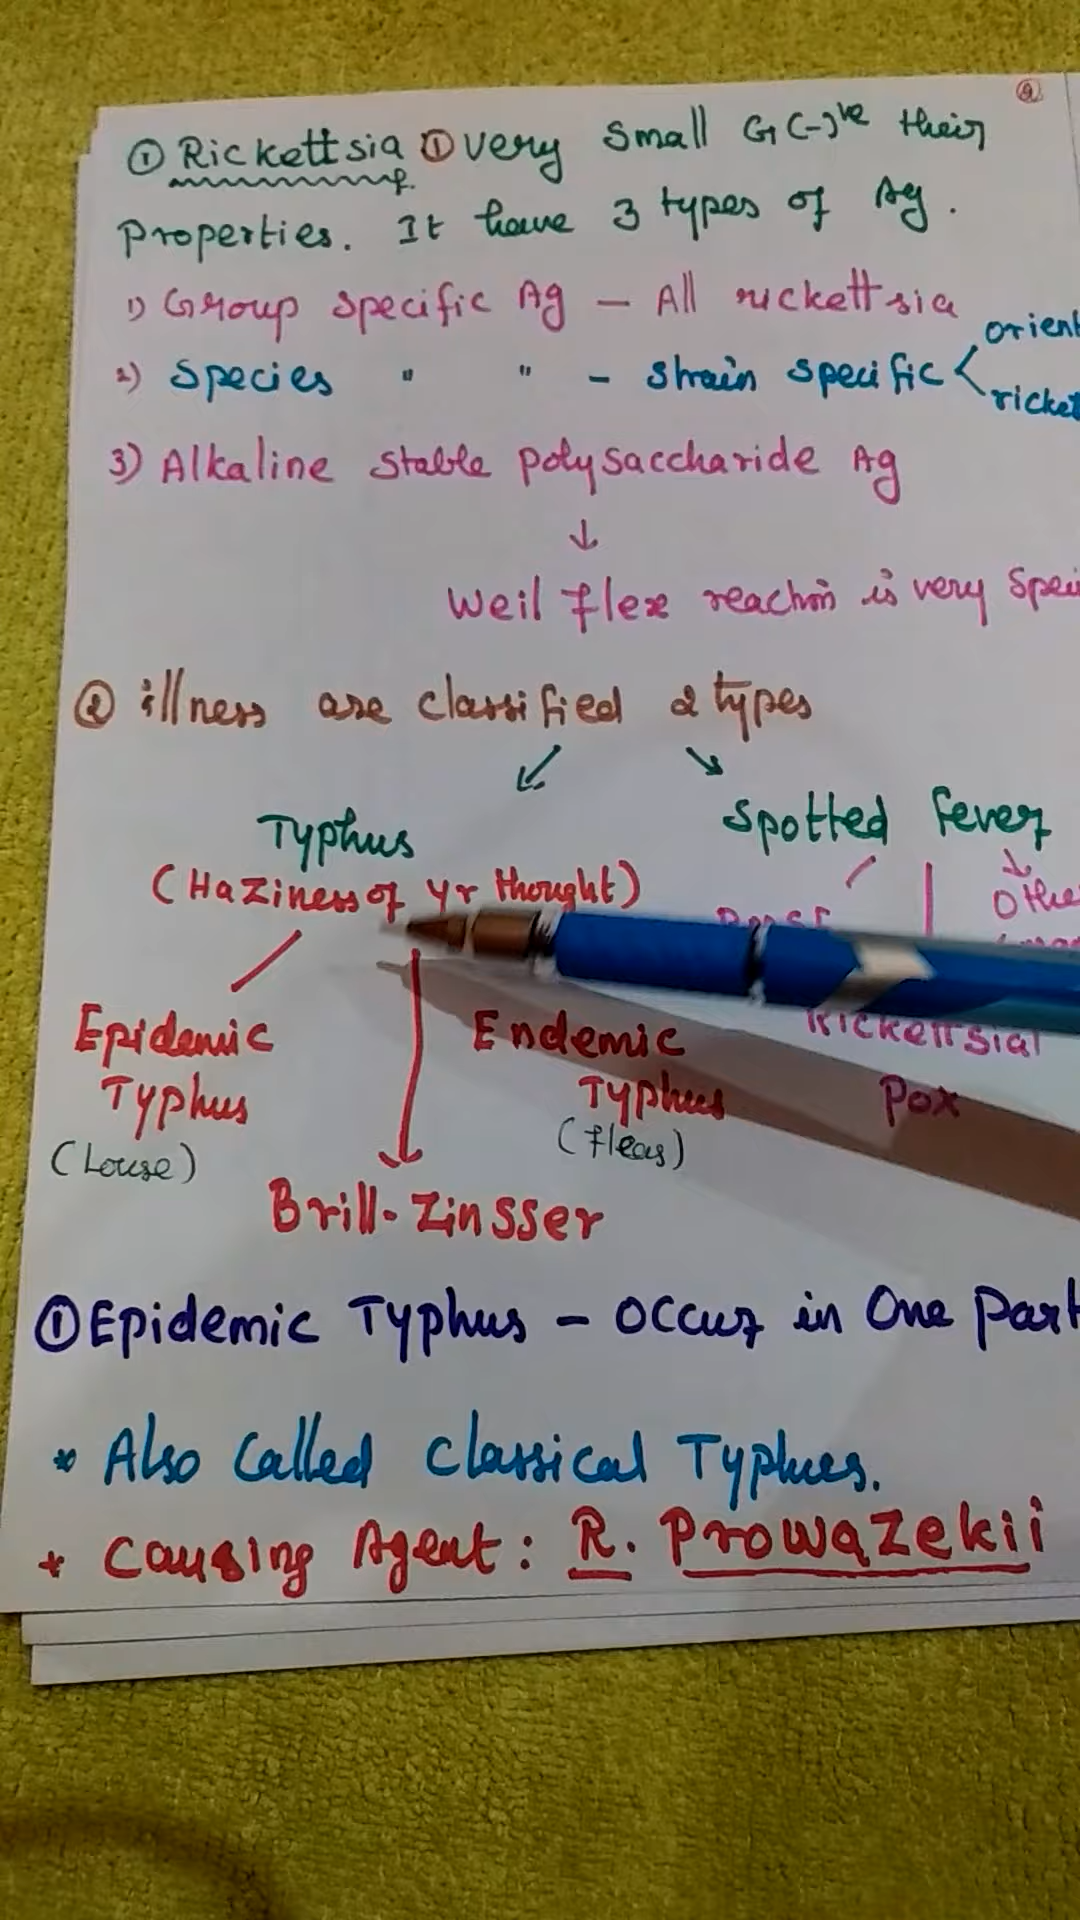 2
① Rickettsia ① very small G(-)ve their
properties. It have 3 types of Ag.
1) Group specific Ag – All rickettsia
orient
2) Species " " – strain specific <
ricket
3) Alkaline stable polysaccharide Ag
↓
Weil flex reaction is very spei
② illness are classified 2 types
Typhus
Spotted fever
(Haziness of yr thought)
Othe
Epidemic
Typhus
(Louse)
Endemic
Typhus
(fleas)
Rickettsial
Pox
Brill-Zinsser
① Epidemic Typhus – Occur in One part
* Also Called Classical Typhus.
* Causing Agent: R. Prowazekii